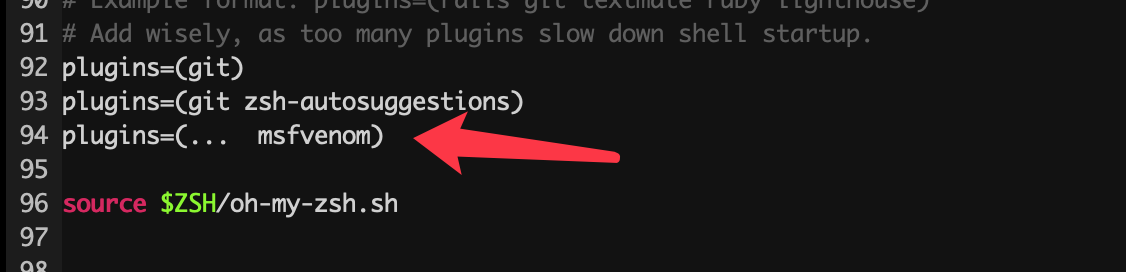 90 # Example format: plugins=(rails git textmate ruby lighthouse)
91 # Add wisely, as too many plugins slow down shell startup.
92 plugins=(git)
93 plugins=(git zsh-autosuggestions)
94 plugins=(...  msfvenom)
95
96 source $ZSH/oh-my-zsh.sh
97
98